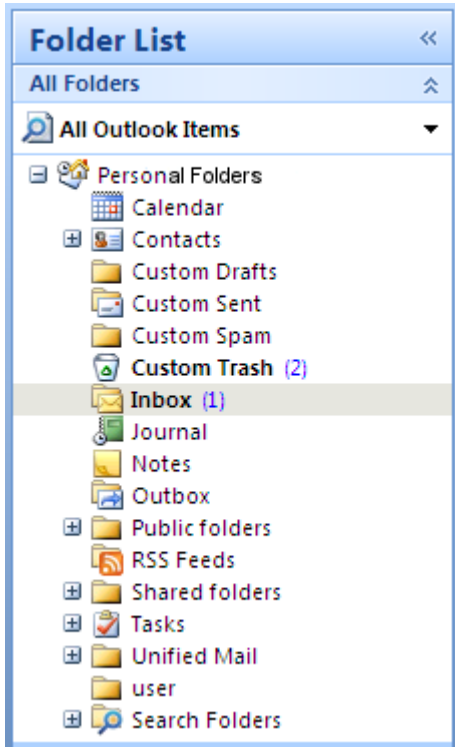 Folder List
All Folders
All Outlook Items
Personal Folders
Calendar
Contacts
Custom Drafts
Custom Sent
Custom Spam
Custom Trash (2)
Inbox (1)
Journal
Notes
Outbox
Public folders
RSS Feeds
Shared folders
Tasks
Unified Mail
user
Search Folders